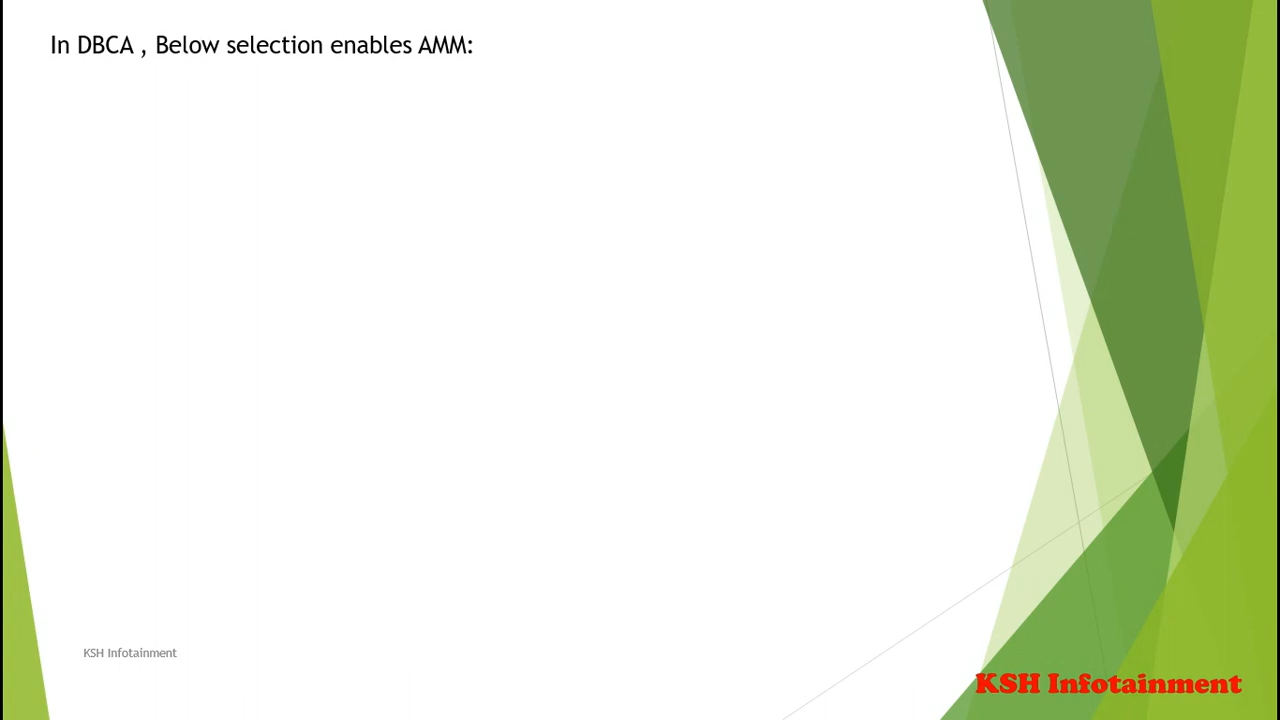 In DBCA , Below selection enables AMM:
KSH Infotainment
KSH Infotainment